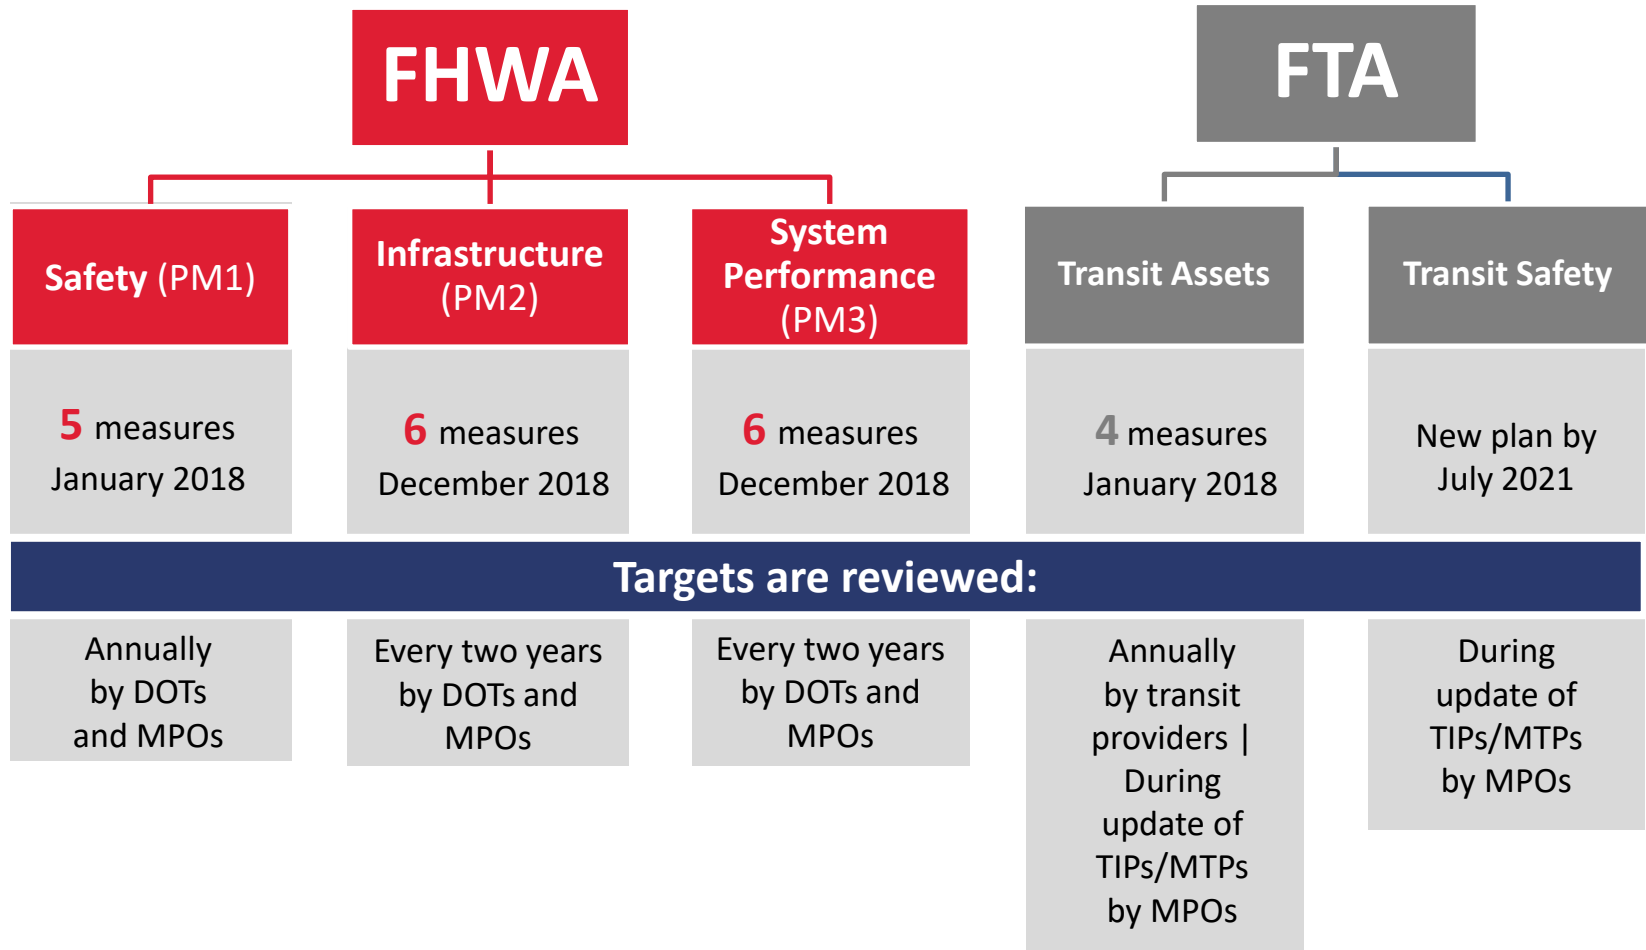 FHWA
FTA
Safety (PM1)
Infrastructure
(PM2)
System
Performance
(PM3)
Transit Assets
Transit Safety
5 measures
January 2018
6 measures
December 2018
6 measures
December 2018
4 measures
January 2018
New plan by
July 2021
Targets are reviewed:
Annually
by DOTs
and MPOs
Every two years
by DOTs and
MPOs
Every two years
by DOTs and
MPOs
Annually
by transit
providers |
During
update of
TIPs/MTPs
by MPOs
During
update of
TIPs/MTPs
by MPOs